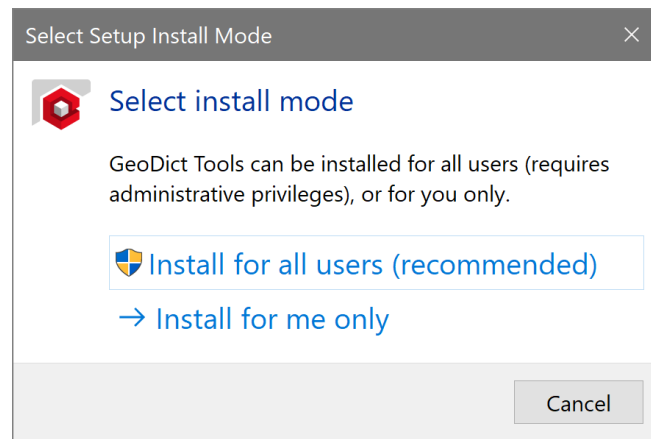 Select Setup Install Mode
Select install mode
GeoDict Tools can be installed for all users (requires
administrative privileges), or for you only.
Install for all users (recommended)
Install for me only
Cancel